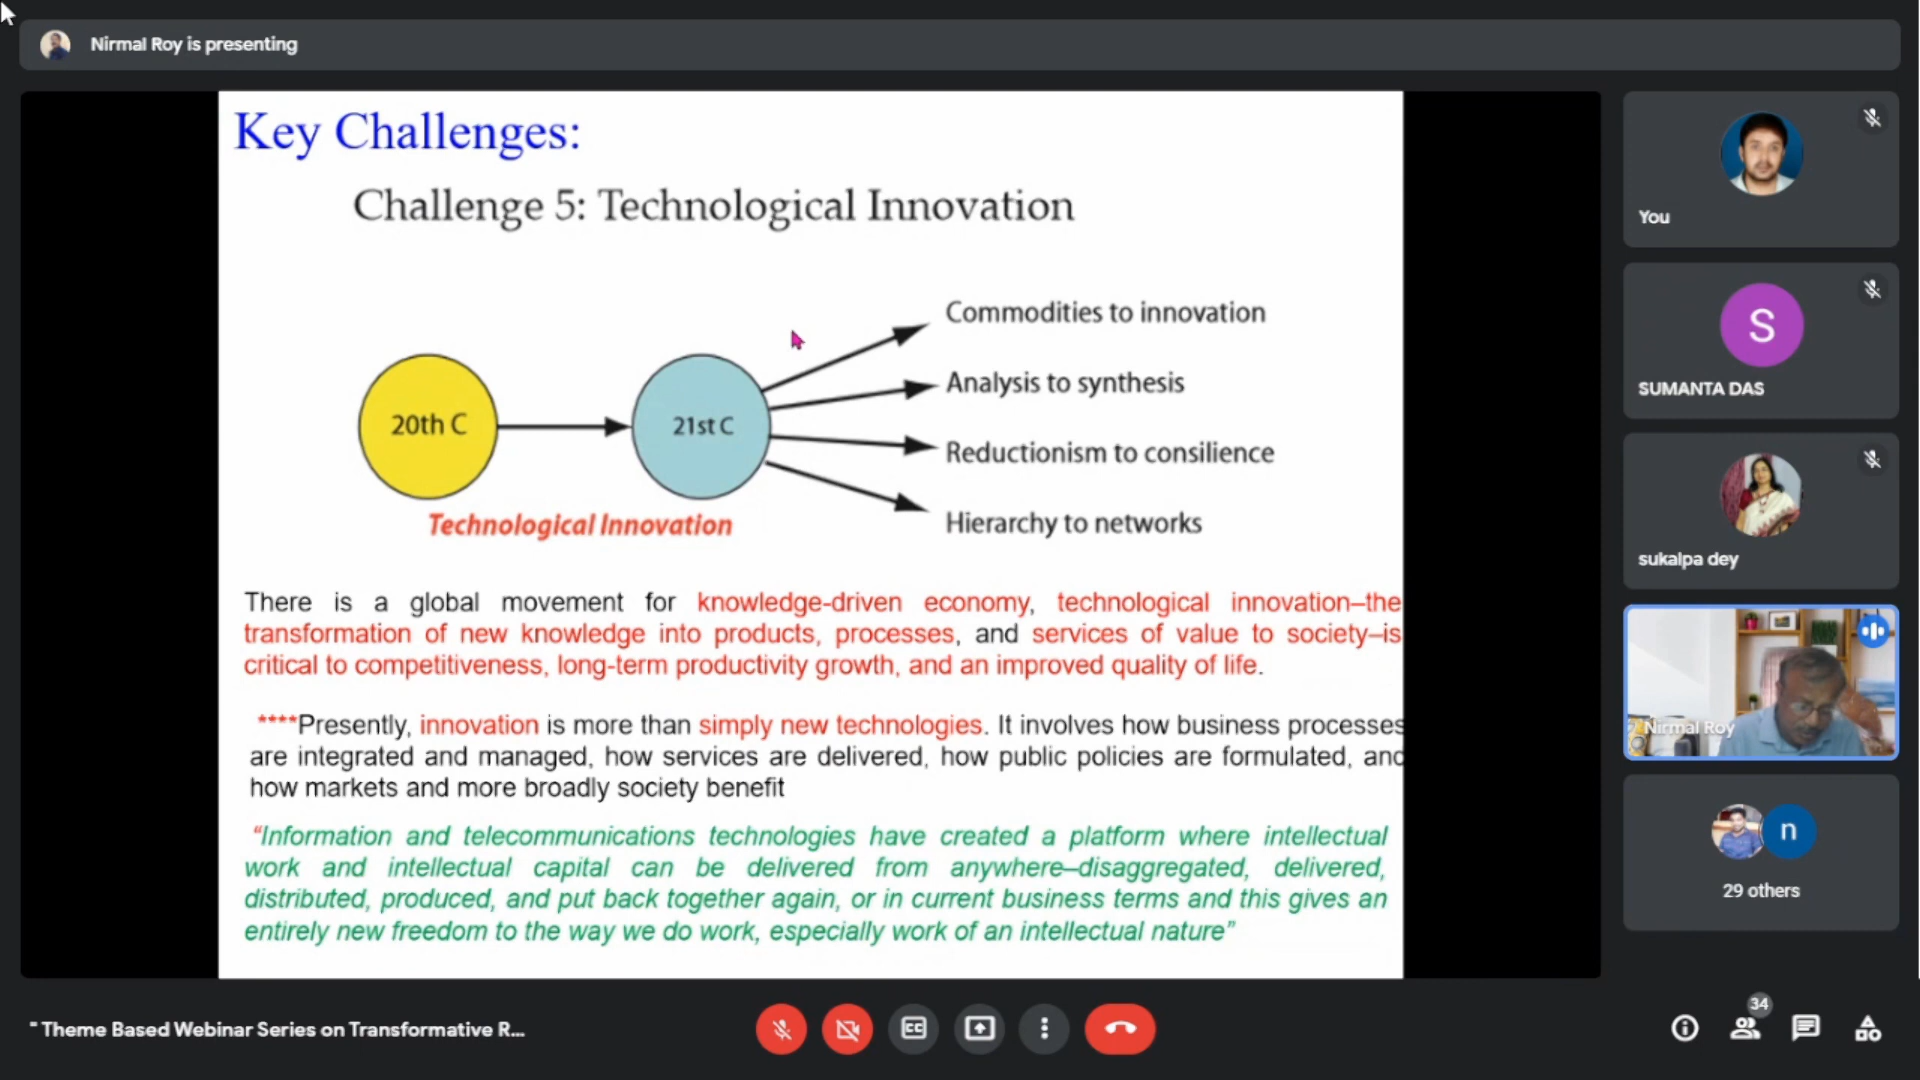 Nirmal Roy is presenting
Key Challenges:
Challenge 5: Technological Innovation
20th C
21st C
Technological Innovation
Commodities to innovation
Analysis to synthesis
Reductionism to consilience
Hierarchy to networks
There is a global movement for knowledge-driven economy, technological innovation–the
transformation of new knowledge into products, processes, and services of value to society–is
critical to competitiveness, long-term productivity growth, and an improved quality of life.
****Presently, innovation is more than simply new technologies. It involves how business processes
are integrated and managed, how services are delivered, how public policies are formulated, and
how markets and more broadly society benefit
“Information and telecommunications technologies have created a platform where intellectual
work and intellectual capital can be delivered from anywhere–disaggregated, delivered,
distributed, produced, and put back together again, or in current business terms and this gives an
entirely new freedom to the way we do work, especially work of an intellectual nature”
You
S
SUMANTA DAS
sukalpa dey
Nirmal Roy
n
29 others
" Theme Based Webinar Series on Transformative R...
CC
34